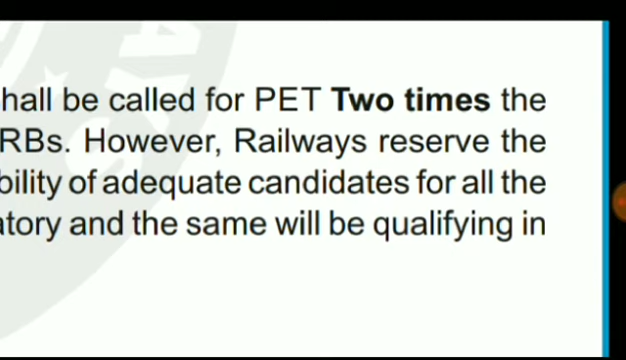 hall be called for PET Two times the
RBs. However, Railways reserve the
bility of adequate candidates for all the
atory and the same will be qualifying in